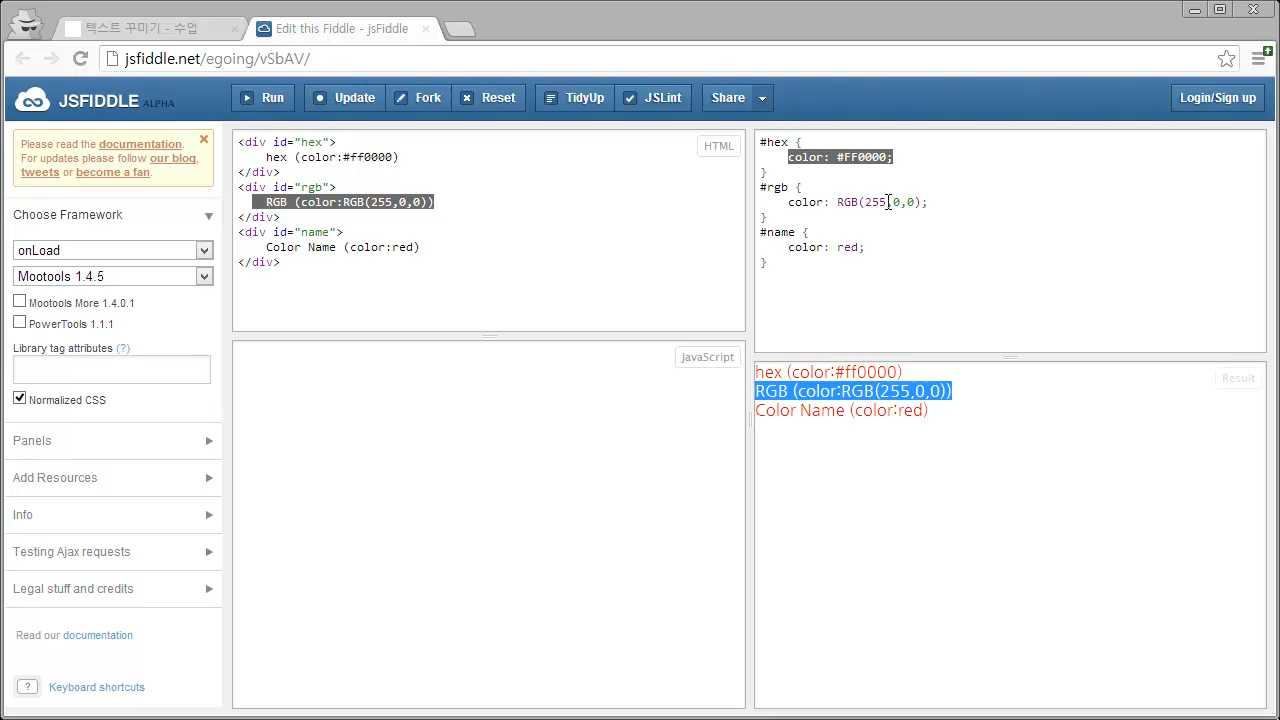 텍스트 꾸미기 - 수업
Edit this Fiddle - jsFiddle
jsfiddle.net/egoing/vSbAV/
JSFIDDLE ALPHA
Run
Update
Fork
Reset
TidyUp
JSLint
Share
Login/Sign up
Please read the documentation.
For updates please follow our blog,
tweets or become a fan.
Choose Framework
onLoad
Mootools 1.4.5
Mootools More 1.4.0.1
PowerTools 1.1.1
Library tag attributes (?)
Normalized CSS
Panels
Add Resources
Info
Testing Ajax requests
Legal stuff and credits
Read our documentation
? Keyboard shortcuts
HTML
<div id="hex">
hex (color:#ff0000)
</div>
<div id="rgb">
RGB (color:RGB(255,0,0))
</div>
<div id="name">
Color Name (color:red)
</div>
JavaScript
#hex {
color: #FF0000;
}
#rgb {
color: RGB(255,0,0);
}
#name {
color: red;
}
Result
hex (color:#ff0000)
RGB (color:RGB(255,0,0))
Color Name (color:red)